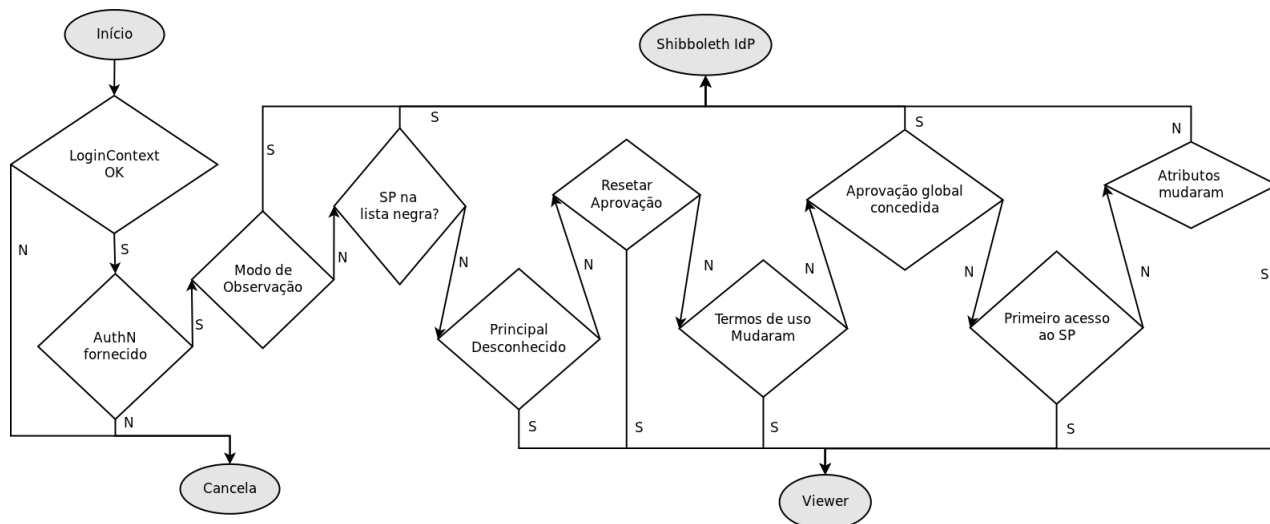 Início
Shibboleth IdP
LoginContext
OK
N
S
AuthN
fornecido
S
N
Cancela
Modo de
Observação
S
N
SP na
lista negra?
S
N
Principal
Desconhecido
N
S
Resetar
Aprovação
N
S
Termos de uso
Mudaram
N
S
Aprovação global
concedida
S
N
Primeiro acesso
ao SP
N
S
Atributos
mudaram
N
S
Viewer